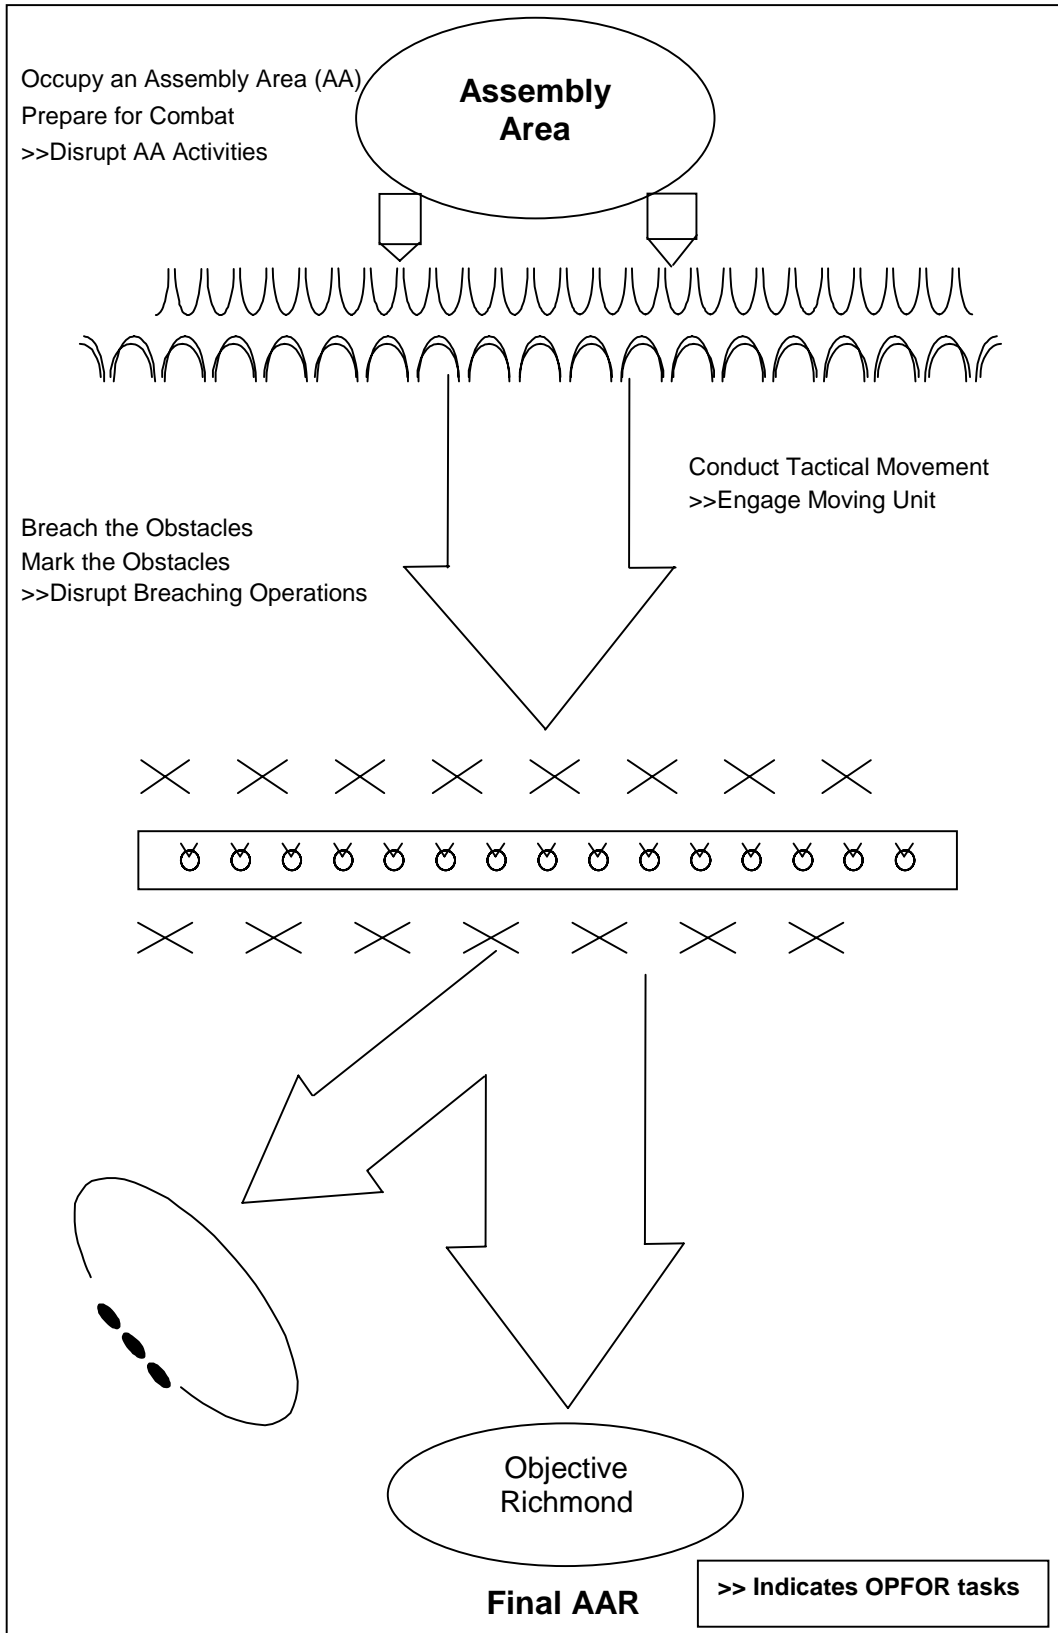 Occupy an Assembly Area (AA)
Prepare for Combat
>>Disrupt AA Activities
Assembly
Area
Conduct Tactical Movement
>>Engage Moving Unit
Breach the Obstacles
Mark the Obstacles
>>Disrupt Breaching Operations
Objective
Richmond
Final AAR
>> Indicates OPFOR tasks